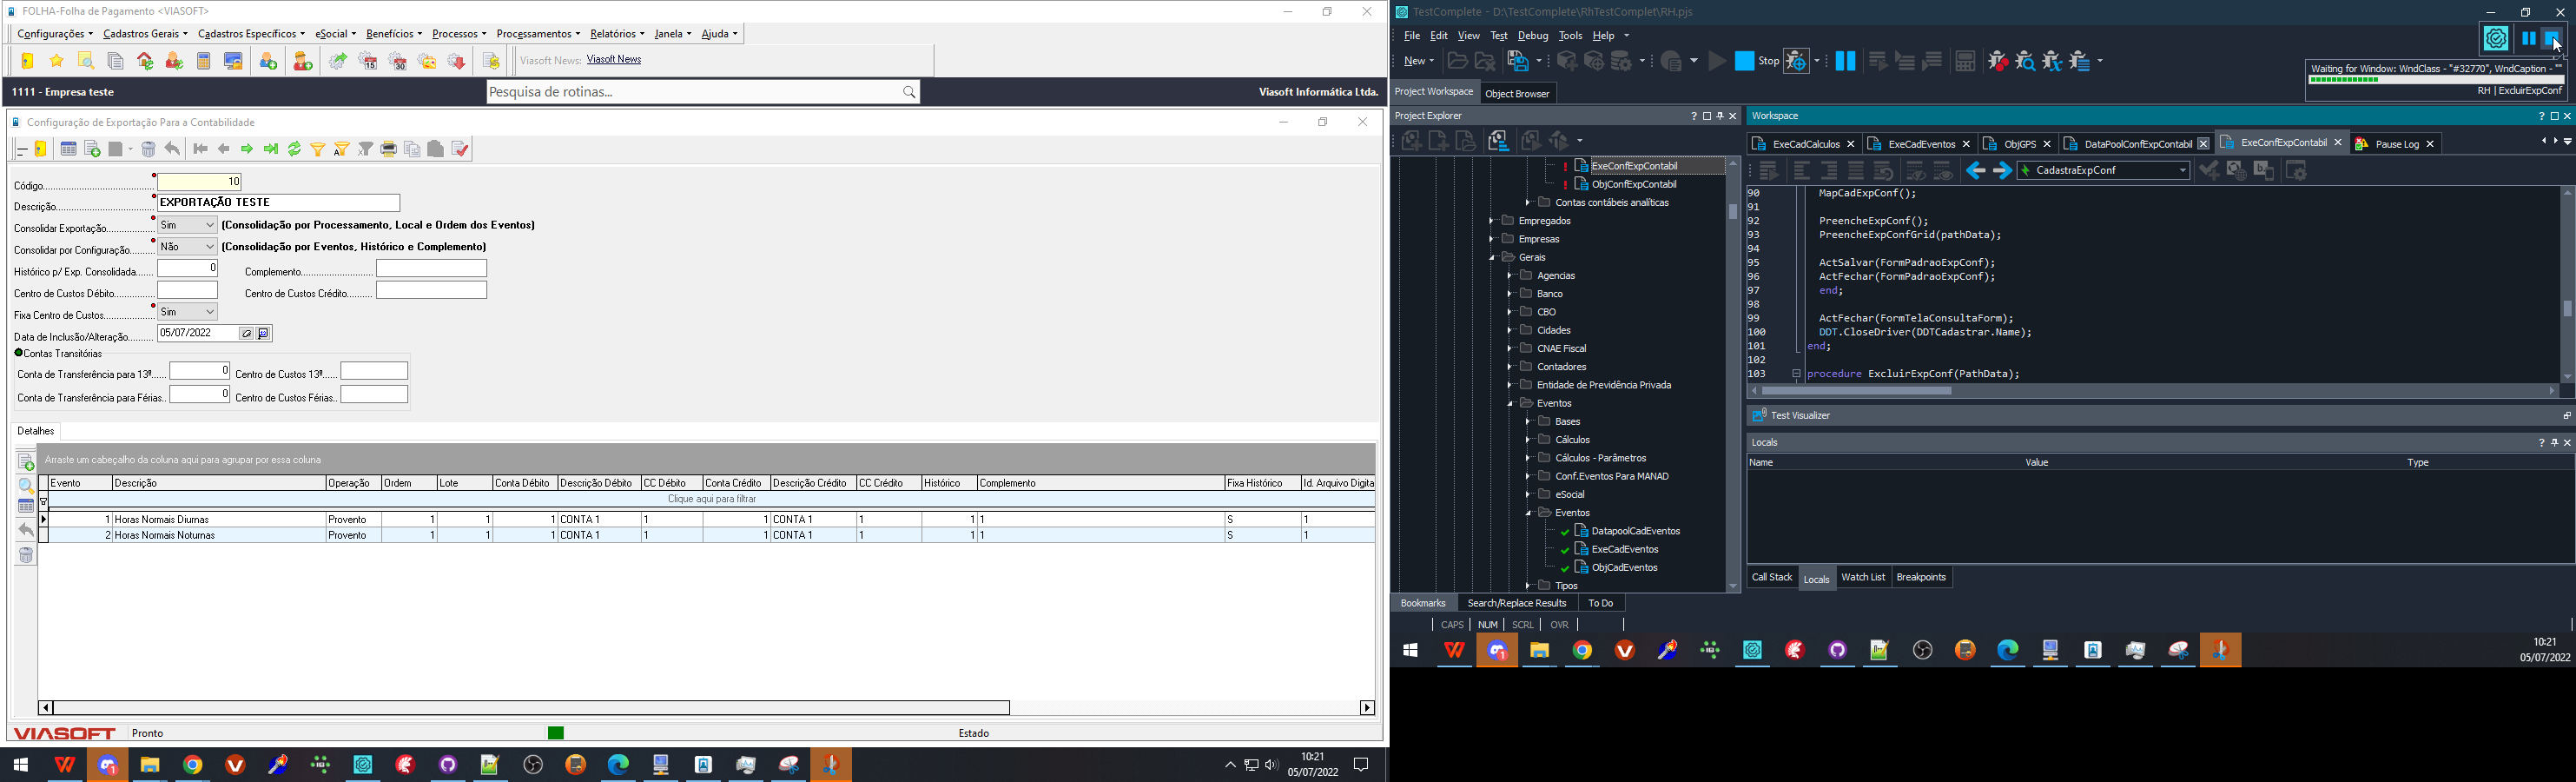 FOLHA-Folha de Pagamento <VIASOFT>
Configurações Cadastros Gerais Cadastros Específicos eSocial Benefícios Processos Processamentos Relatórios Janela Ajuda
Viasoft News: Viasoft News
1111 - Empresa teste
Pesquisa de rotinas...
Viasoft Informática Ltda.
Configuração de Exportação Para a Contabilidade
Código 10
Descrição EXPORTAÇÃO TESTE
Consolidar Exportação Sim (Consolidação por Processamento, Local e Ordem dos Eventos)
Consolidar por Configuração Não (Consolidação por Eventos, Histórico e Complemento)
Histórico p/ Exp. Consolidada 0 Complemento
Centro de Custos Débito Centro de Custos Crédito
Fixa Centro de Custos Sim
Data de Inclusão/Alteração 05/07/2022
Contas Transitórias
Conta de Transferência para 13º 0 Centro de Custos 13º
Conta de Transferência para Férias 0 Centro de Custos Férias
Detalhes
Arraste um cabeçalho da coluna aqui para agrupar por essa coluna
Evento Descrição Operação Ordem Lote Conta Débito Descrição Débito CC Débito Conta Crédito Descrição Crédito CC Crédito Histórico Complemento Fixa Histórico Id. Arquivo Digita
Clique aqui para filtrar
1 Horas Normais Diurnas Provento 1 1 1 CONTA 1 1 1 CONTA 1 1 1 1 S 1
2 Horas Normais Noturnas Provento 1 1 1 CONTA 1 1 1 CONTA 1 1 1 1 S 1
VIASOFT Pronto Estado
10:21
05/07/2022
TestComplete - D:\TestComplete\RhTestComplet\RH.pjs
File Edit View Test Debug Tools Help
New Stop
Waiting for Window: WndClass - "#32770", WndCaption - ""
RH | ExcluirExpConf
Project Workspace Object Browser
Project Explorer
ExeConfExpContabil
ObjConfExpContabil
Contas contábeis analíticas
Empregados
Empresas
Gerais
Agencias
Banco
CBO
Cidades
CNAE Fiscal
Contadores
Entidade de Previdência Privada
Eventos
Bases
Cálculos
Cálculos - Parâmetros
Conf.Eventos Para MANAD
eSocial
Eventos
DatapoolCadEventos
ExeCadEventos
ObjCadEventos
Tipos
Bookmarks Search/Replace Results To Do
CAPS NUM SCRL OVR
Workspace
ExeCadCalculos ExeCadEventos ObjGPS DataPoolConfExpContabil ExeConfExpContabil Pause Log
CadastraExpConf
90 MapCadExpConf();
91
92 PreencheExpConf();
93 PreencheExpConfGrid(pathData);
94
95 ActSalvar(FormPadraoExpConf);
96 ActFechar(FormPadraoExpConf);
97 end;
98
99 ActFechar(FormTelaConsultaForm);
100 DDT.CloseDriver(DDTCadastrar.Name);
101 end;
102
103 procedure ExcluirExpConf(PathData);
Test Visualizer
Locals
Name Value Type
Call Stack Locals Watch List Breakpoints
10:21
05/07/2022